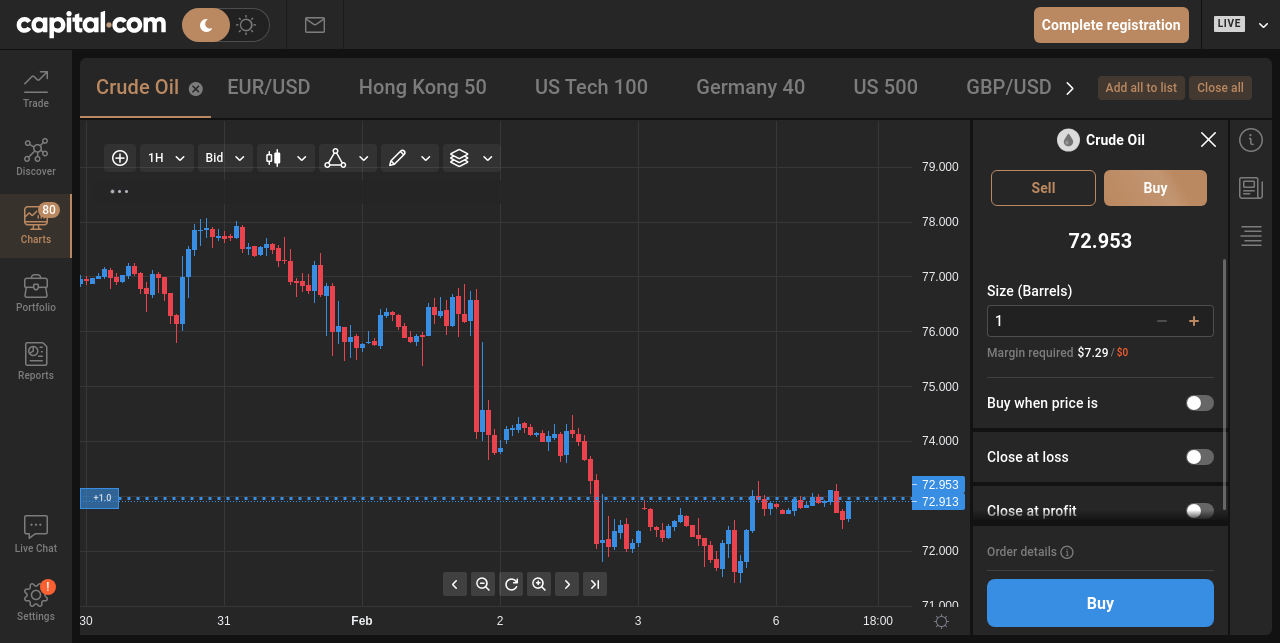 capital.com
Complete registration
LIVE
Trade
Discover
80
Charts
Portfolio
Reports
Live Chat
!
Settings
Crude Oil
EUR/USD
Hong Kong 50
US Tech 100
Germany 40
US 500
GBP/USD
Add all to list
Close all
1H
Bid
...
79.000
78.000
77.000
76.000
75.000
74.000
72.953
72.913
72.000
71.000
+1.0
30
31
Feb
2
3
6
18:00
Crude Oil
Sell
Buy
72.953
Size (Barrels)
1
Margin required $7.29 / $0
Buy when price is
Close at loss
Close at profit
Order details
Buy